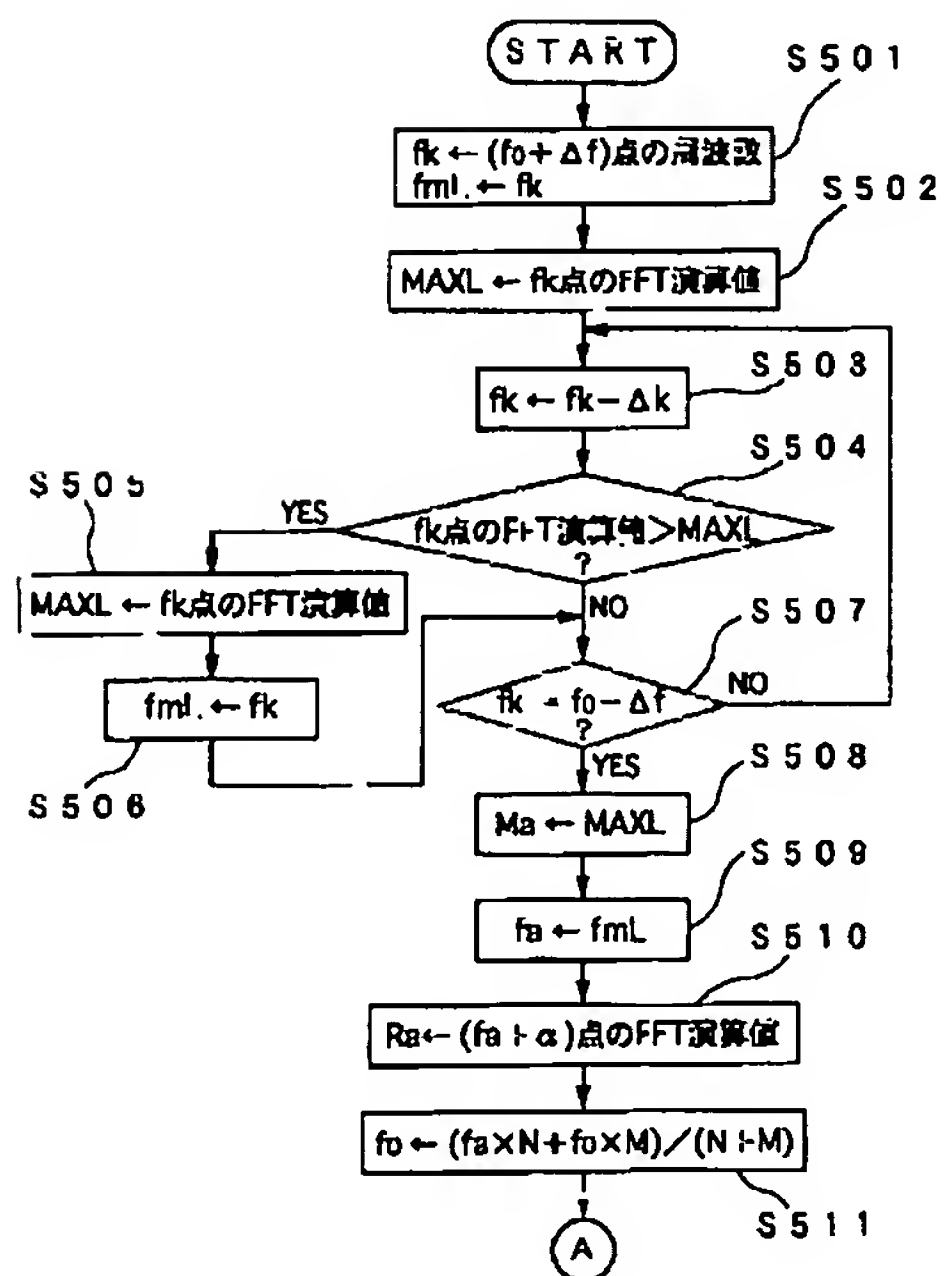 START
S501
fk ← (fo + Δf)点の周波数
fmL ← fk
S502
MAXL ← fk点のFFT演算値
S503
fk ← fk − Δk
S504
fk点のFFT演算値＞MAXL
?
YES
NO
S505
MAXL ← fk点のFFT演算値
fmL ← fk
S506
S507
fk = fo − Δf
?
NO
YES
S508
Ma ← MAXL
S509
fa ← fmL
S510
Ra ← (fa + α)点のFFT演算値
fo ← (fa×N + fo×M)／(N + M)
S511
A